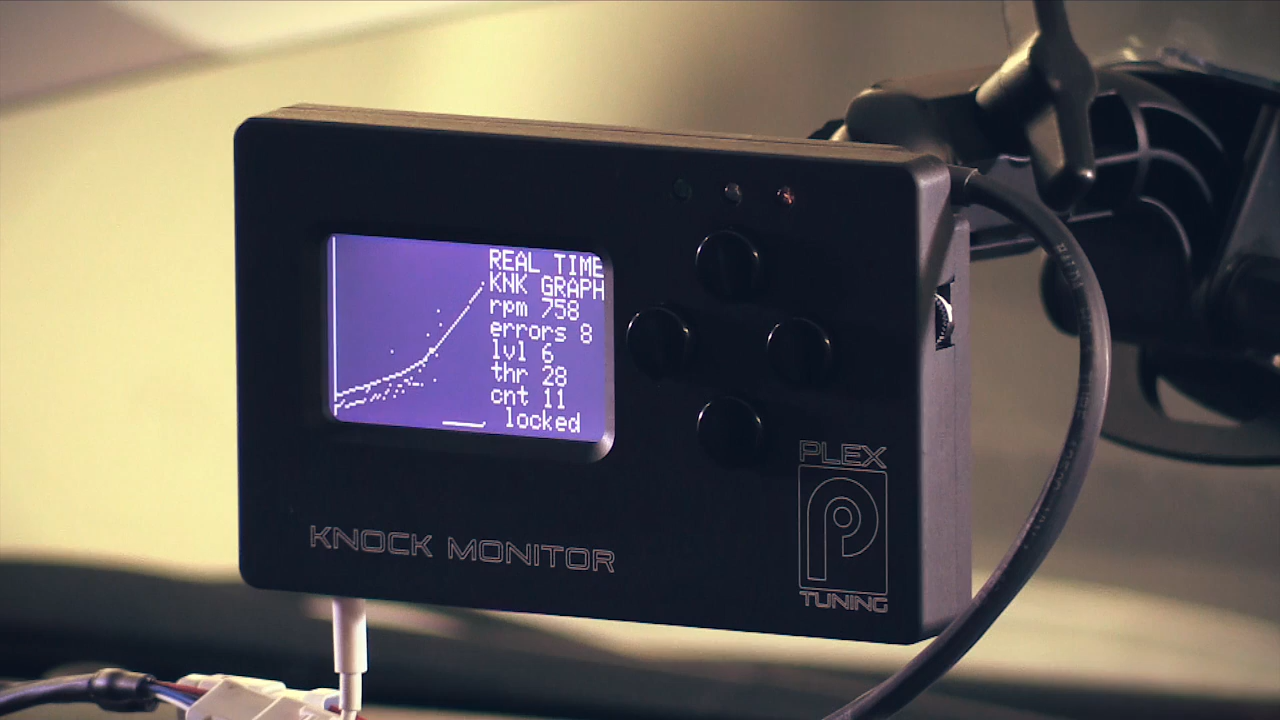 REAL TIME
KNK GRAPH
rpm 758
errors 8
lvl 6
thr 28
cnt 11
locked
KNOCK MONITOR
PLEX
TUNING